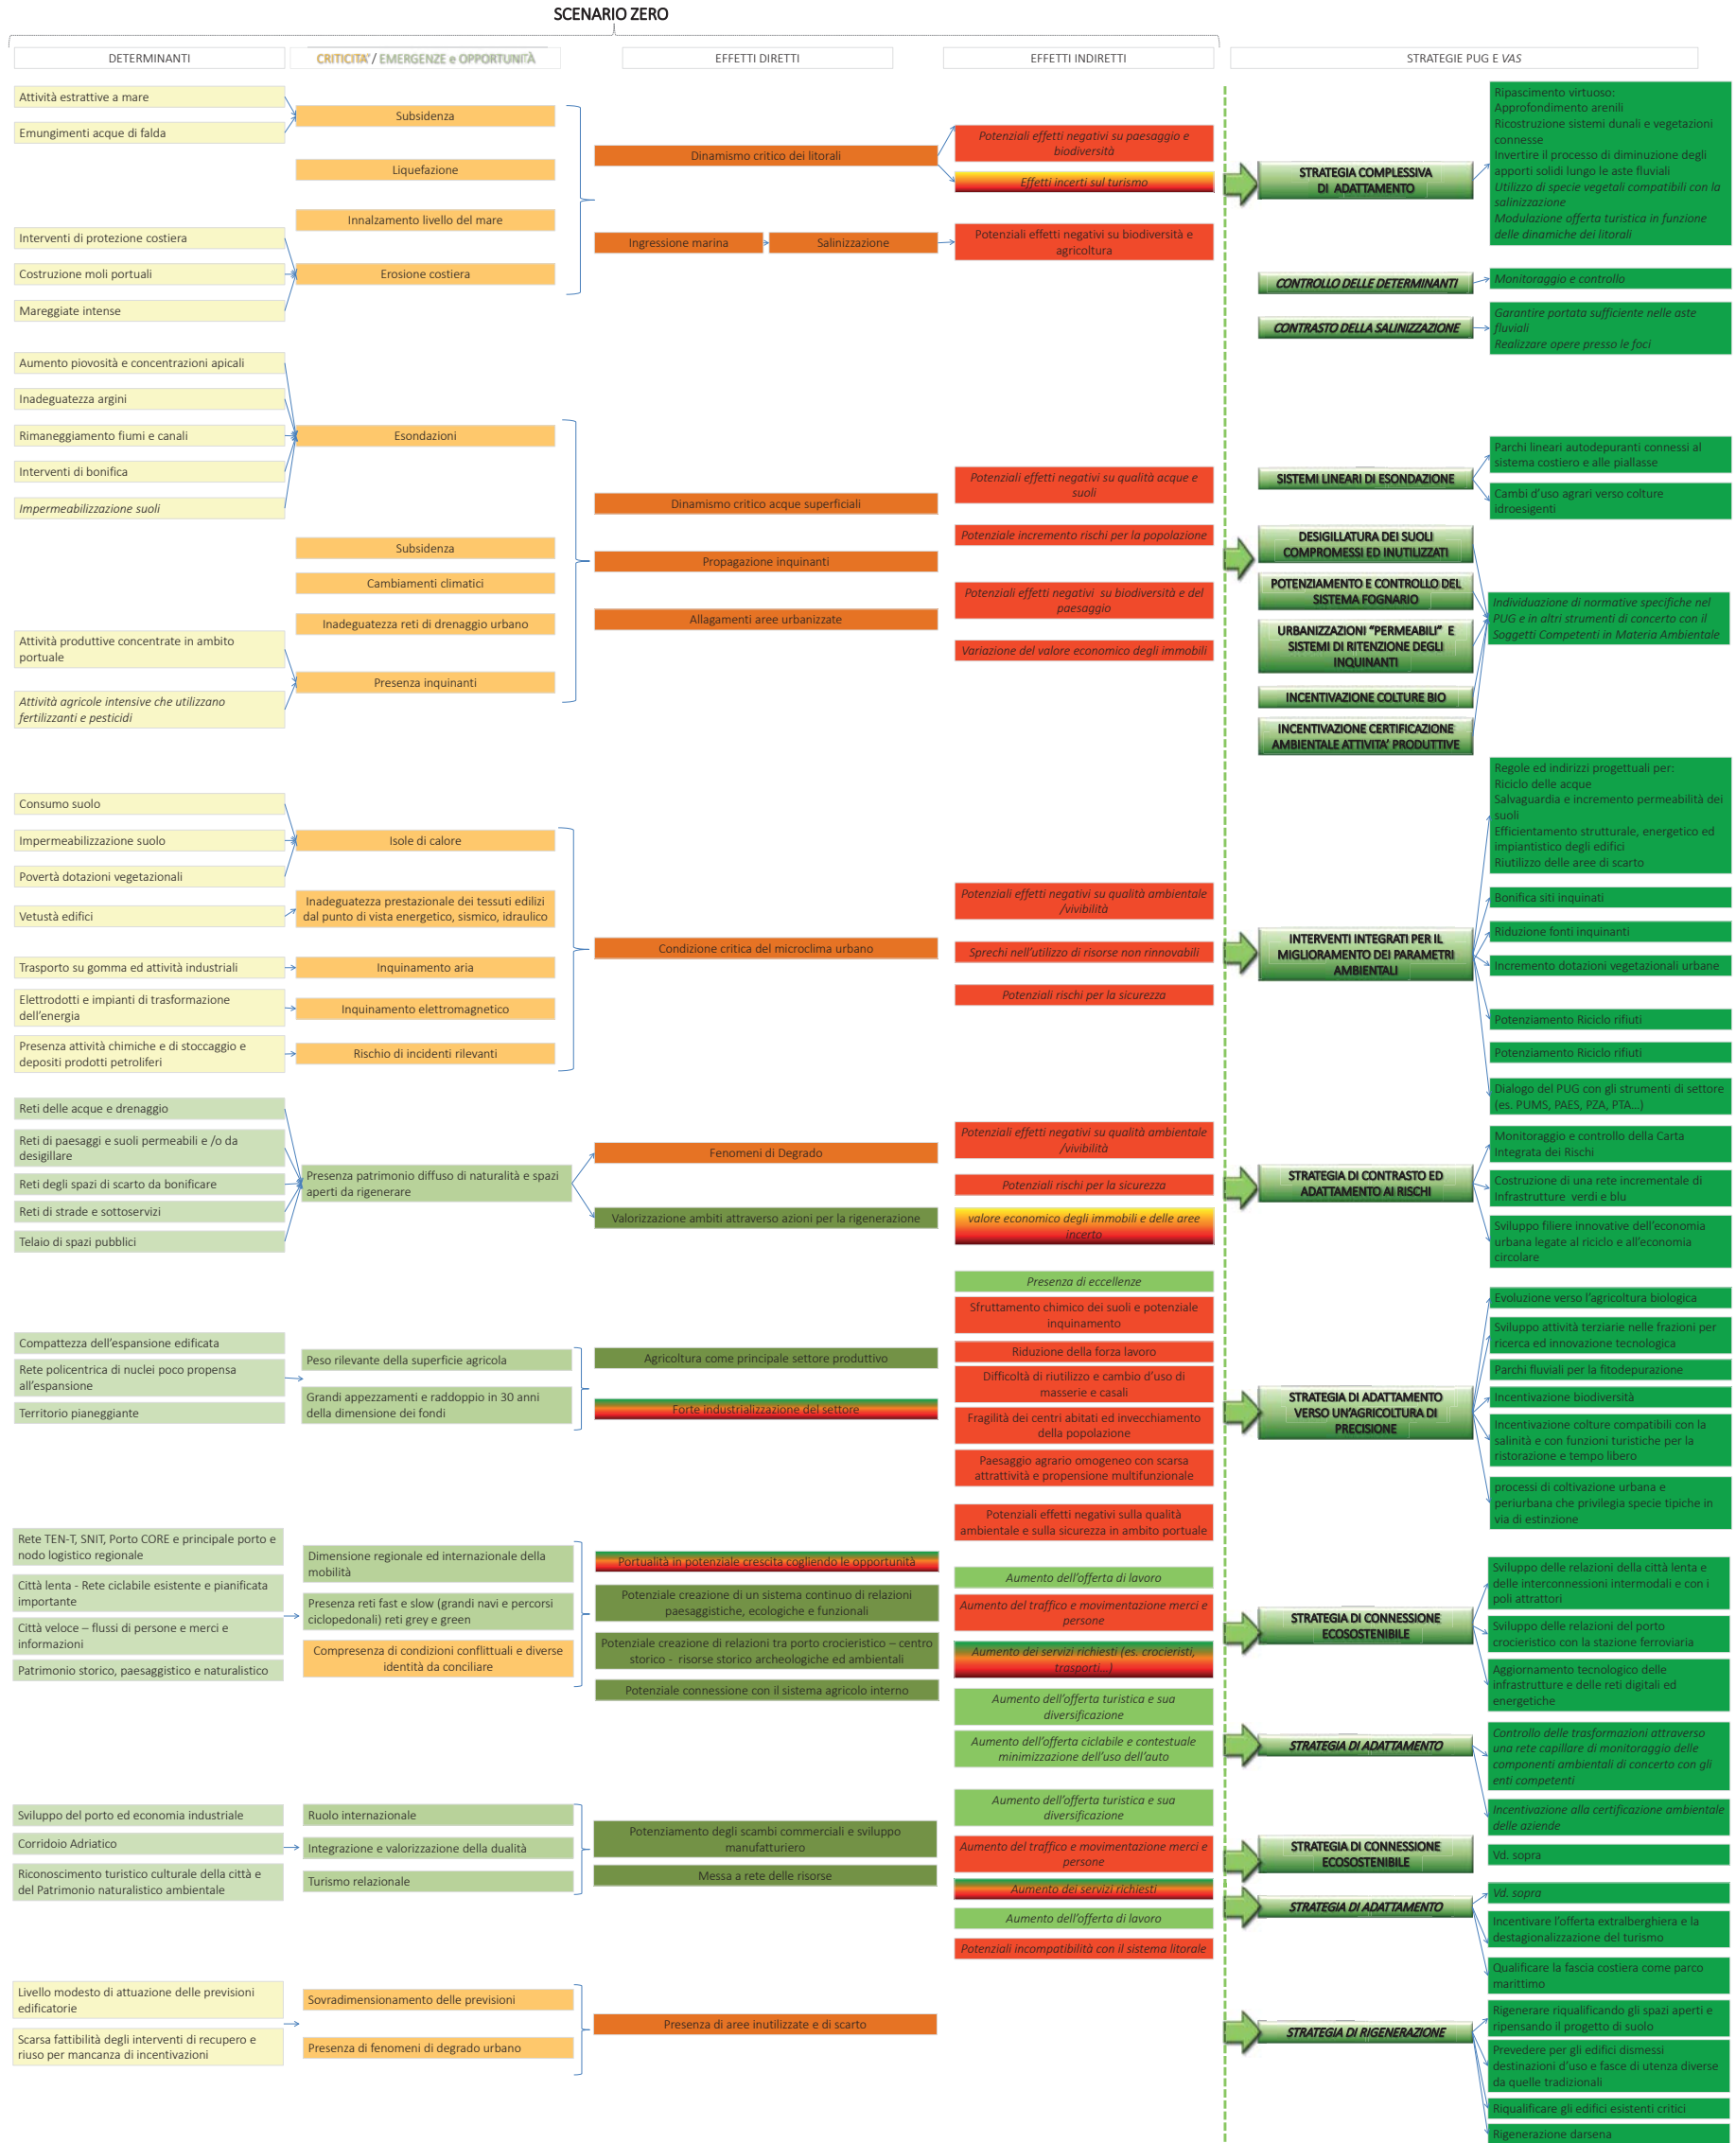 SCENARIO ZERO
DETERMINANTI
CRITICITA' / EMERGENZE e OPPORTUNITÀ
EFFETTI DIRETTI
EFFETTI INDIRETTI
STRATEGIE PUG E VAS
Attività estrattive a mare
Emungimenti acque di falda
Interventi di protezione costiera
Costruzione moli portuali
Mareggiate intense
Subsidenza
Liquefazione
Innalzamento livello del mare
Erosione costiera
Dinamismo critico dei litorali
Ingressione marina
Salinizzazione
Potenziali effetti negativi su paesaggio e
biodiversità
Effetti incerti sul turismo
Potenziali effetti negativi su biodiversità e
agricoltura
STRATEGIA COMPLESSIVA
DI ADATTAMENTO
CONTROLLO DELLE DETERMINANTI
CONTRASTO DELLA SALINIZZAZIONE
Ripascimento virtuoso:
Approfondimento arenili
Ricostruzione sistemi dunali e vegetazioni
connesse
Invertire il processo di diminuzione degli
apporti solidi lungo le aste fluviali
Utilizzo di specie vegetali compatibili con la
salinizzazione
Modulazione offerta turistica in funzione
delle dinamiche dei litorali
Monitoraggio e controllo
Garantire portata sufficiente nelle aste
fluviali
Realizzare opere presso le foci
Aumento piovosità e concentrazioni apicali
Inadeguatezza argini
Rimaneggiamento fiumi e canali
Interventi di bonifica
Impermeabilizzazione suoli
Attività produttive concentrate in ambito
portuale
Attività agricole intensive che utilizzano
fertilizzanti e pesticidi
Esondazioni
Subsidenza
Cambiamenti climatici
Inadeguatezza reti di drenaggio urbano
Presenza inquinanti
Dinamismo critico acque superficiali
Propagazione inquinanti
Allagamenti aree urbanizzate
Potenziali effetti negativi su qualità acque e
suoli
Potenziale incremento rischi per la popolazione
Potenziali effetti negativi su biodiversità e del
paesaggio
Variazione del valore economico degli immobili
SISTEMI LINEARI DI ESONDAZIONE
DESIGILLATURA DEI SUOLI
COMPROMESSI ED INUTILIZZATI
POTENZIAMENTO E CONTROLLO DEL
SISTEMA FOGNARIO
URBANIZZAZIONI "PERMEABILI" E
SISTEMI DI RITENZIONE DEGLI
INQUINANTI
INCENTIVAZIONE COLTURE BIO
INCENTIVAZIONE CERTIFICAZIONE
AMBIENTALE ATTIVITA' PRODUTTIVE
Parchi lineari autodepuranti connessi al
sistema costiero e alle piallasse
Cambi d'uso agrari verso colture
idroesigenti
Individuazione di normative specifiche nel
PUG e in altri strumenti di concerto con il
Soggetti Competenti in Materia Ambientale
Consumo suolo
Impermeabilizzazione suolo
Povertà dotazioni vegetazionali
Vetustà edifici
Trasporto su gomma ed attività industriali
Elettrodotti e impianti di trasformazione
dell'energia
Presenza attività chimiche e di stoccaggio e
depositi prodotti petroliferi
Isole di calore
Inadeguatezza prestazionale dei tessuti edilizi
dal punto di vista energetico, sismico, idraulico
Inquinamento aria
Inquinamento elettromagnetico
Rischio di incidenti rilevanti
Condizione critica del microclima urbano
Potenziali effetti negativi su qualità ambientale
/vivibilità
Sprechi nell'utilizzo di risorse non rinnovabili
Potenziali rischi per la sicurezza
INTERVENTI INTEGRATI PER IL
MIGLIORAMENTO DEI PARAMETRI
AMBIENTALI
Regole ed indirizzi progettuali per:
Riciclo delle acque
Salvaguardia e incremento permeabilità dei
suoli
Efficientamento strutturale, energetico ed
impiantistico degli edifici
Riutilizzo delle aree di scarto
Bonifica siti inquinati
Riduzione fonti inquinanti
Incremento dotazioni vegetazionali urbane
Potenziamento Riciclo rifiuti
Potenziamento Riciclo rifiuti
Dialogo del PUG con gli strumenti di settore
(es. PUMS, PAES, PZA, PTA...)
Reti delle acque e drenaggio
Reti di paesaggi e suoli permeabili e /o da
desigillare
Reti degli spazi di scarto da bonificare
Reti di strade e sottoservizi
Telaio di spazi pubblici
Presenza patrimonio diffuso di naturalità e spazi
aperti da rigenerare
Fenomeni di Degrado
Valorizzazione ambiti attraverso azioni per la rigenerazione
Potenziali effetti negativi su qualità ambientale
/vivibilità
Potenziali rischi per la sicurezza
valore economico degli immobili e delle aree
incerto
STRATEGIA DI CONTRASTO ED
ADATTAMENTO AI RISCHI
Monitoraggio e controllo della Carta
Integrata dei Rischi
Costruzione di una rete incrementale di
Infrastrutture verdi e blu
Sviluppo filiere innovative dell'economia
urbana legate al riciclo e all'economia
circolare
Compattezza dell'espansione edificata
Rete policentrica di nuclei poco propensa
all'espansione
Territorio pianeggiante
Peso rilevante della superficie agricola
Grandi appezzamenti e raddoppio in 30 anni
della dimensione dei fondi
Agricoltura come principale settore produttivo
Forte industrializzazione del settore
Presenza di eccellenze
Sfruttamento chimico dei suoli e potenziale
inquinamento
Riduzione della forza lavoro
Difficoltà di riutilizzo e cambio d'uso di
masserie e casali
Fragilità dei centri abitati ed invecchiamento
della popolazione
Paesaggio agrario omogeneo con scarsa
attrattività e propensione multifunzionale
STRATEGIA DI ADATTAMENTO
VERSO UN'AGRICOLTURA DI
PRECISIONE
Evoluzione verso l'agricoltura biologica
Sviluppo attività terziarie nelle frazioni per
ricerca ed innovazione tecnologica
Parchi fluviali per la fitodepurazione
Incentivazione biodiversità
Incentivazione colture compatibili con la
salinità e con funzioni turistiche per la
ristorazione e tempo libero
processi di coltivazione urbana e
periurbana che privilegia specie tipiche in
via di estinzione
Rete TEN-T, SNIT, Porto CORE e principale porto e
nodo logistico regionale
Città lenta - Rete ciclabile esistente e pianificata
importante
Città veloce – flussi di persone e merci e
informazioni
Patrimonio storico, paesaggistico e naturalistico
Dimensione regionale ed internazionale della
mobilità
Presenza reti fast e slow (grandi navi e percorsi
ciclopedonali) reti grey e green
Compresenza di condizioni conflittuali e diverse
identità da conciliare
Portualità in potenziale crescita cogliendo le opportunità
Potenziale creazione di un sistema continuo di relazioni
paesaggistiche, ecologiche e funzionali
Potenziale creazione di relazioni tra porto crocieristico – centro
storico - risorse storico archeologiche ed ambientali
Potenziale connessione con il sistema agricolo interno
Potenziali effetti negativi sulla qualità
ambientale e sulla sicurezza in ambito portuale
Aumento dell'offerta di lavoro
Aumento del traffico e movimentazione merci e
persone
Aumento dei servizi richiesti (es. crocieristi,
trasporti...)
Aumento dell'offerta turistica e sua
diversificazione
Aumento dell'offerta ciclabile e contestuale
minimizzazione dell'uso dell'auto
STRATEGIA DI CONNESSIONE
ECOSOSTENIBILE
STRATEGIA DI ADATTAMENTO
Sviluppo delle relazioni della città lenta e
delle interconnessioni intermodali e con i
poli attrattori
Sviluppo delle relazioni del porto
crocieristico con la stazione ferroviaria
Aggiornamento tecnologico delle
infrastrutture e delle reti digitali ed
energetiche
Controllo delle trasformazioni attraverso
una rete capillare di monitoraggio delle
componenti ambientali di concerto con gli
enti competenti
Incentivazione alla certificazione ambientale
delle aziende
Sviluppo del porto ed economia industriale
Corridoio Adriatico
Riconoscimento turistico culturale della città e
del Patrimonio naturalistico ambientale
Ruolo internazionale
Integrazione e valorizzazione della dualità
Turismo relazionale
Potenziamento degli scambi commerciali e sviluppo
manufatturiero
Messa a rete delle risorse
Aumento dell'offerta turistica e sua
diversificazione
Aumento del traffico e movimentazione merci e
persone
Aumento dei servizi richiesti
Aumento dell'offerta di lavoro
Potenziali incompatibilità con il sistema litorale
STRATEGIA DI CONNESSIONE
ECOSOSTENIBILE
STRATEGIA DI ADATTAMENTO
Vd. sopra
Vd. sopra
Incentivare l'offerta extralberghiera e la
destagionalizzazione del turismo
Qualificare la fascia costiera come parco
marittimo
Livello modesto di attuazione delle previsioni
edificatorie
Scarsa fattibilità degli interventi di recupero e
riuso per mancanza di incentivazioni
Sovradimensionamento delle previsioni
Presenza di fenomeni di degrado urbano
Presenza di aree inutilizzate e di scarto
STRATEGIA DI RIGENERAZIONE
Rigenerare riqualificando gli spazi aperti e
ripensando il progetto di suolo
Prevedere per gli edifici dismessi
destinazioni d'uso e fasce di utenza diverse
da quelle tradizionali
Riqualificare gli edifici esistenti critici
Rigenerazione darsena